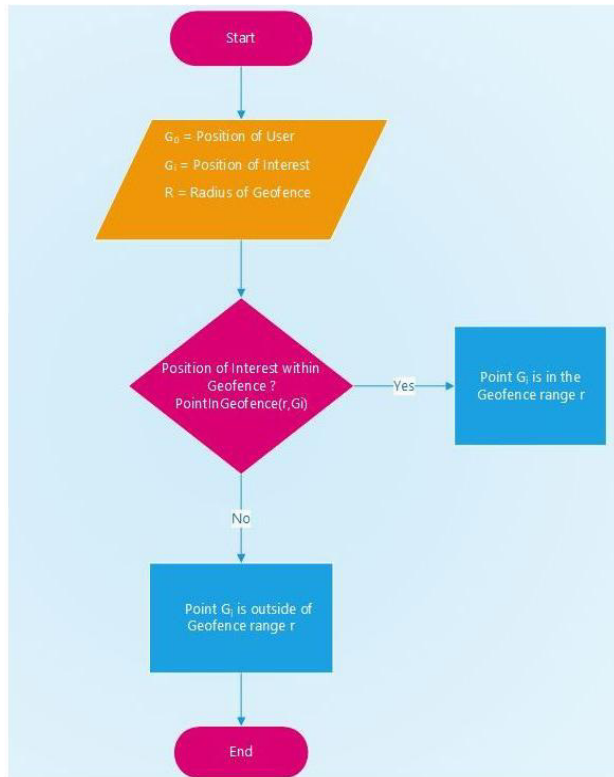 Start
G₀ = Position of User
Gᵢ = Position of Interest
R = Radius of Geofence
Position of Interest within
Geofence ?
PointInGeofence(r,Gi)
Yes
Point Gᵢ is in the
Geofence range r
No
Point Gᵢ is outside of
Geofence range r
End